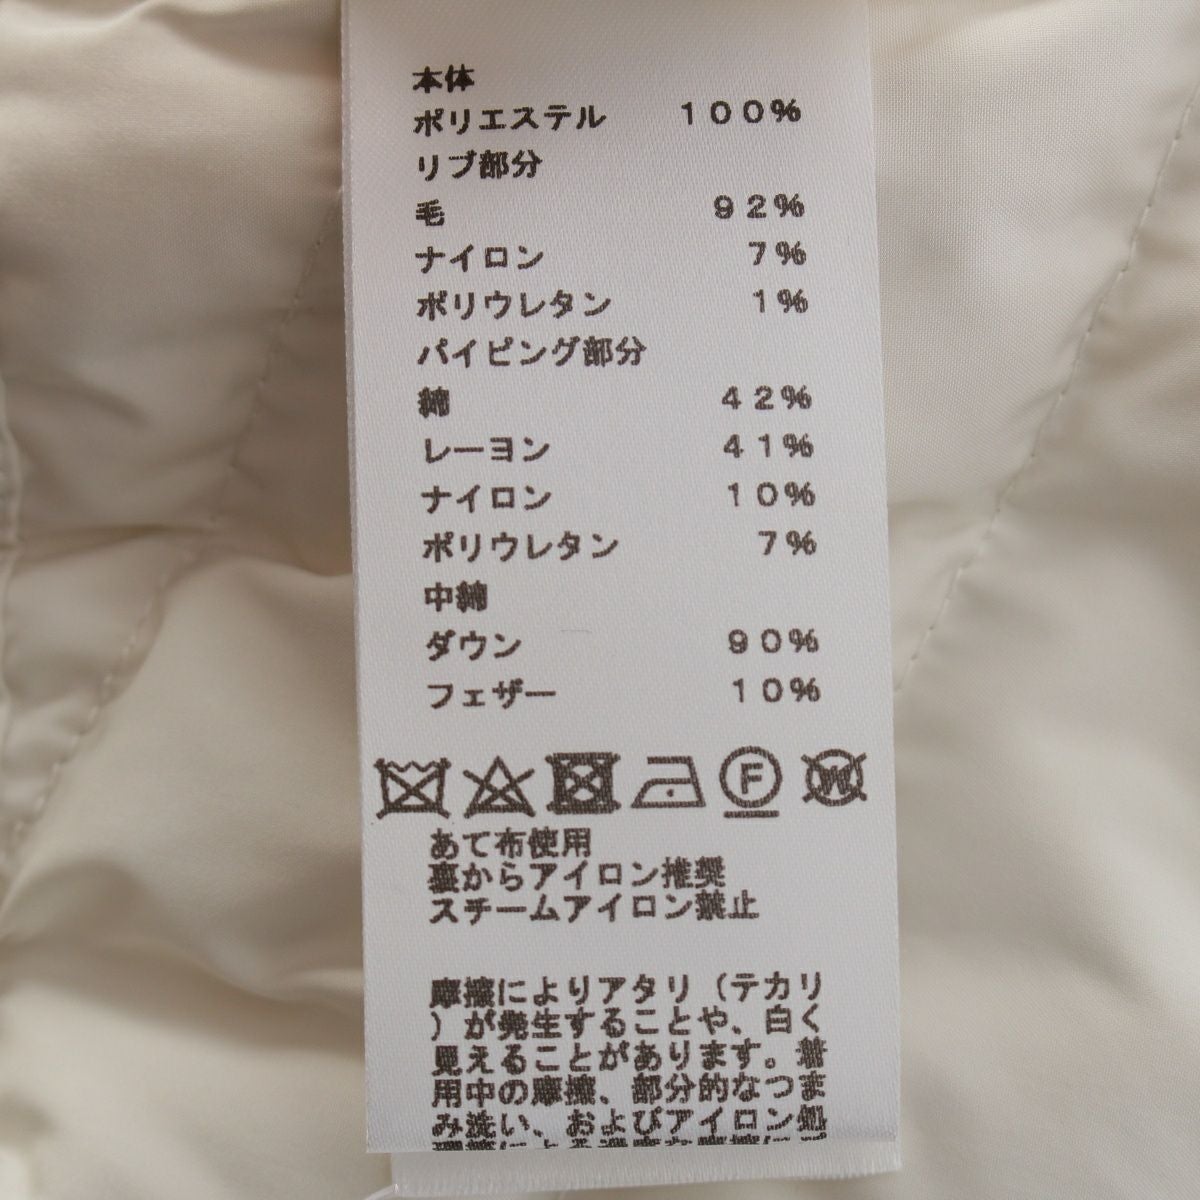 本体
ポリエステル 100%
リブ部分
毛 92%
ナイロン 7%
ポリウレタン 1%
パイピング部分
綿 42%
レーヨン 41%
ナイロン 10%
ポリウレタン 7%
中綿
ダウン 90%
フェザー 10%
F W
あて布使用
裏からアイロン推奨
スチームアイロン禁止
摩擦によりアタリ（テカリ
）が発生することや、白く
見えることがあります。着
用中の摩擦、部分的なつま
み洗い、およびアイロン処